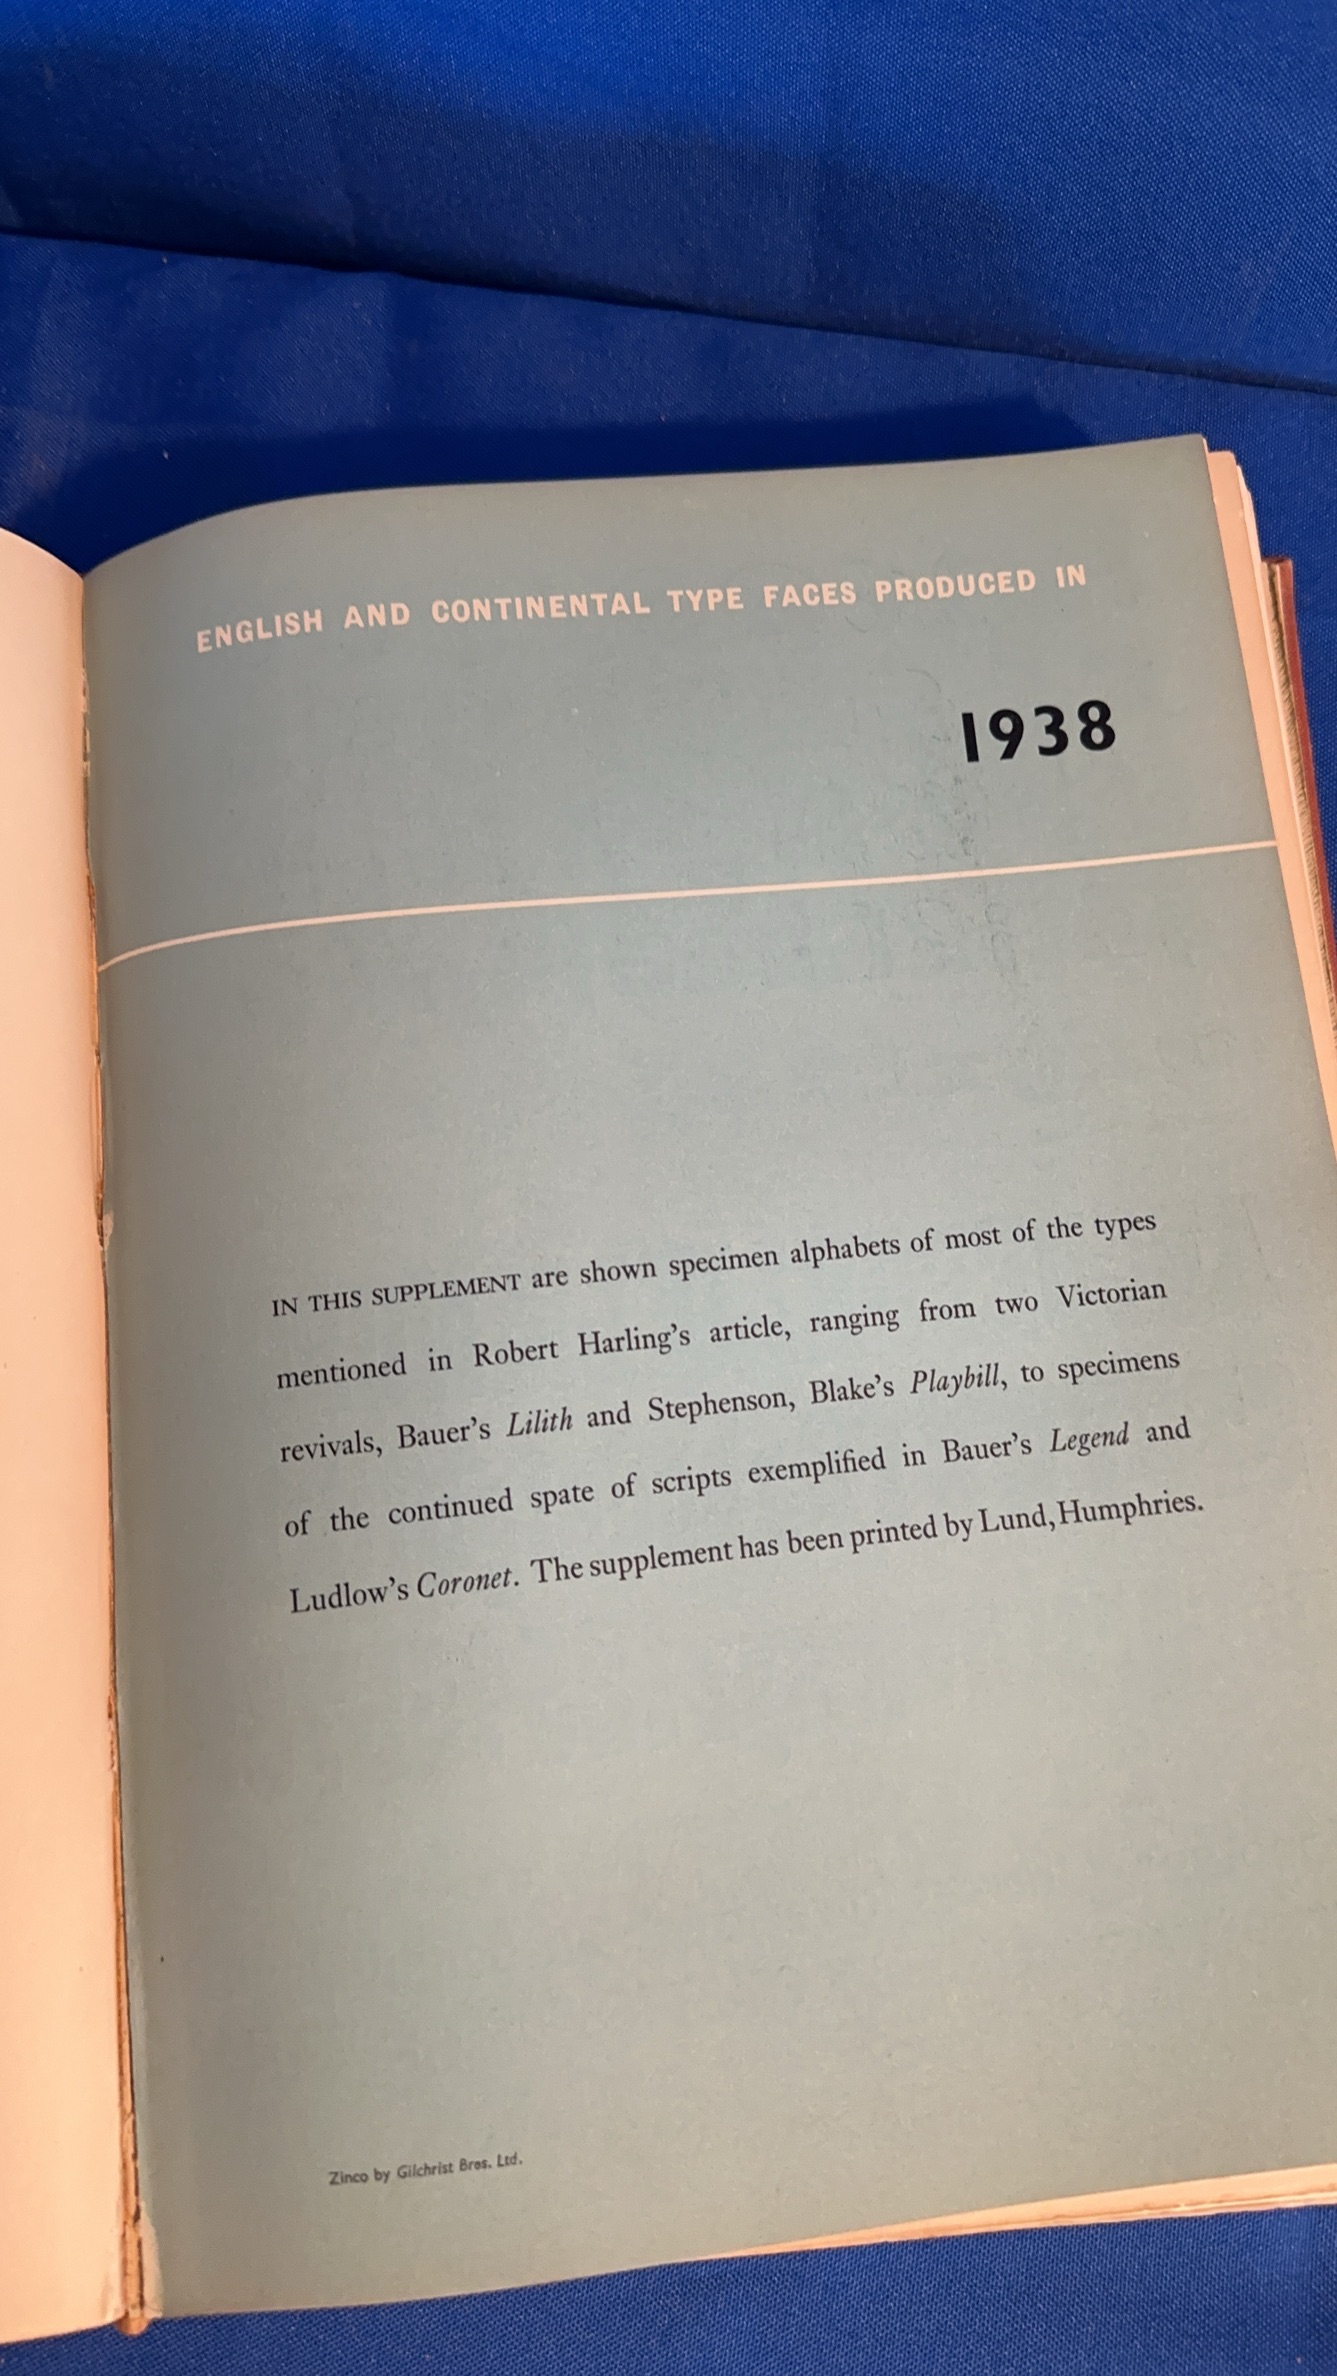 ENGLISH AND CONTINENTAL TYPE FACES PRODUCED IN
1938
IN THIS SUPPLEMENT are shown specimen alphabets of most of the types
mentioned in Robert Harling’s article, ranging from two Victorian
revivals, Bauer’s Lilith and Stephenson, Blake’s Playbill, to specimens
of the continued spate of scripts exemplified in Bauer’s Legend and
Ludlow’s Coronet. The supplement has been printed by Lund, Humphries.
Zinco by Gilchrist Bros. Ltd.